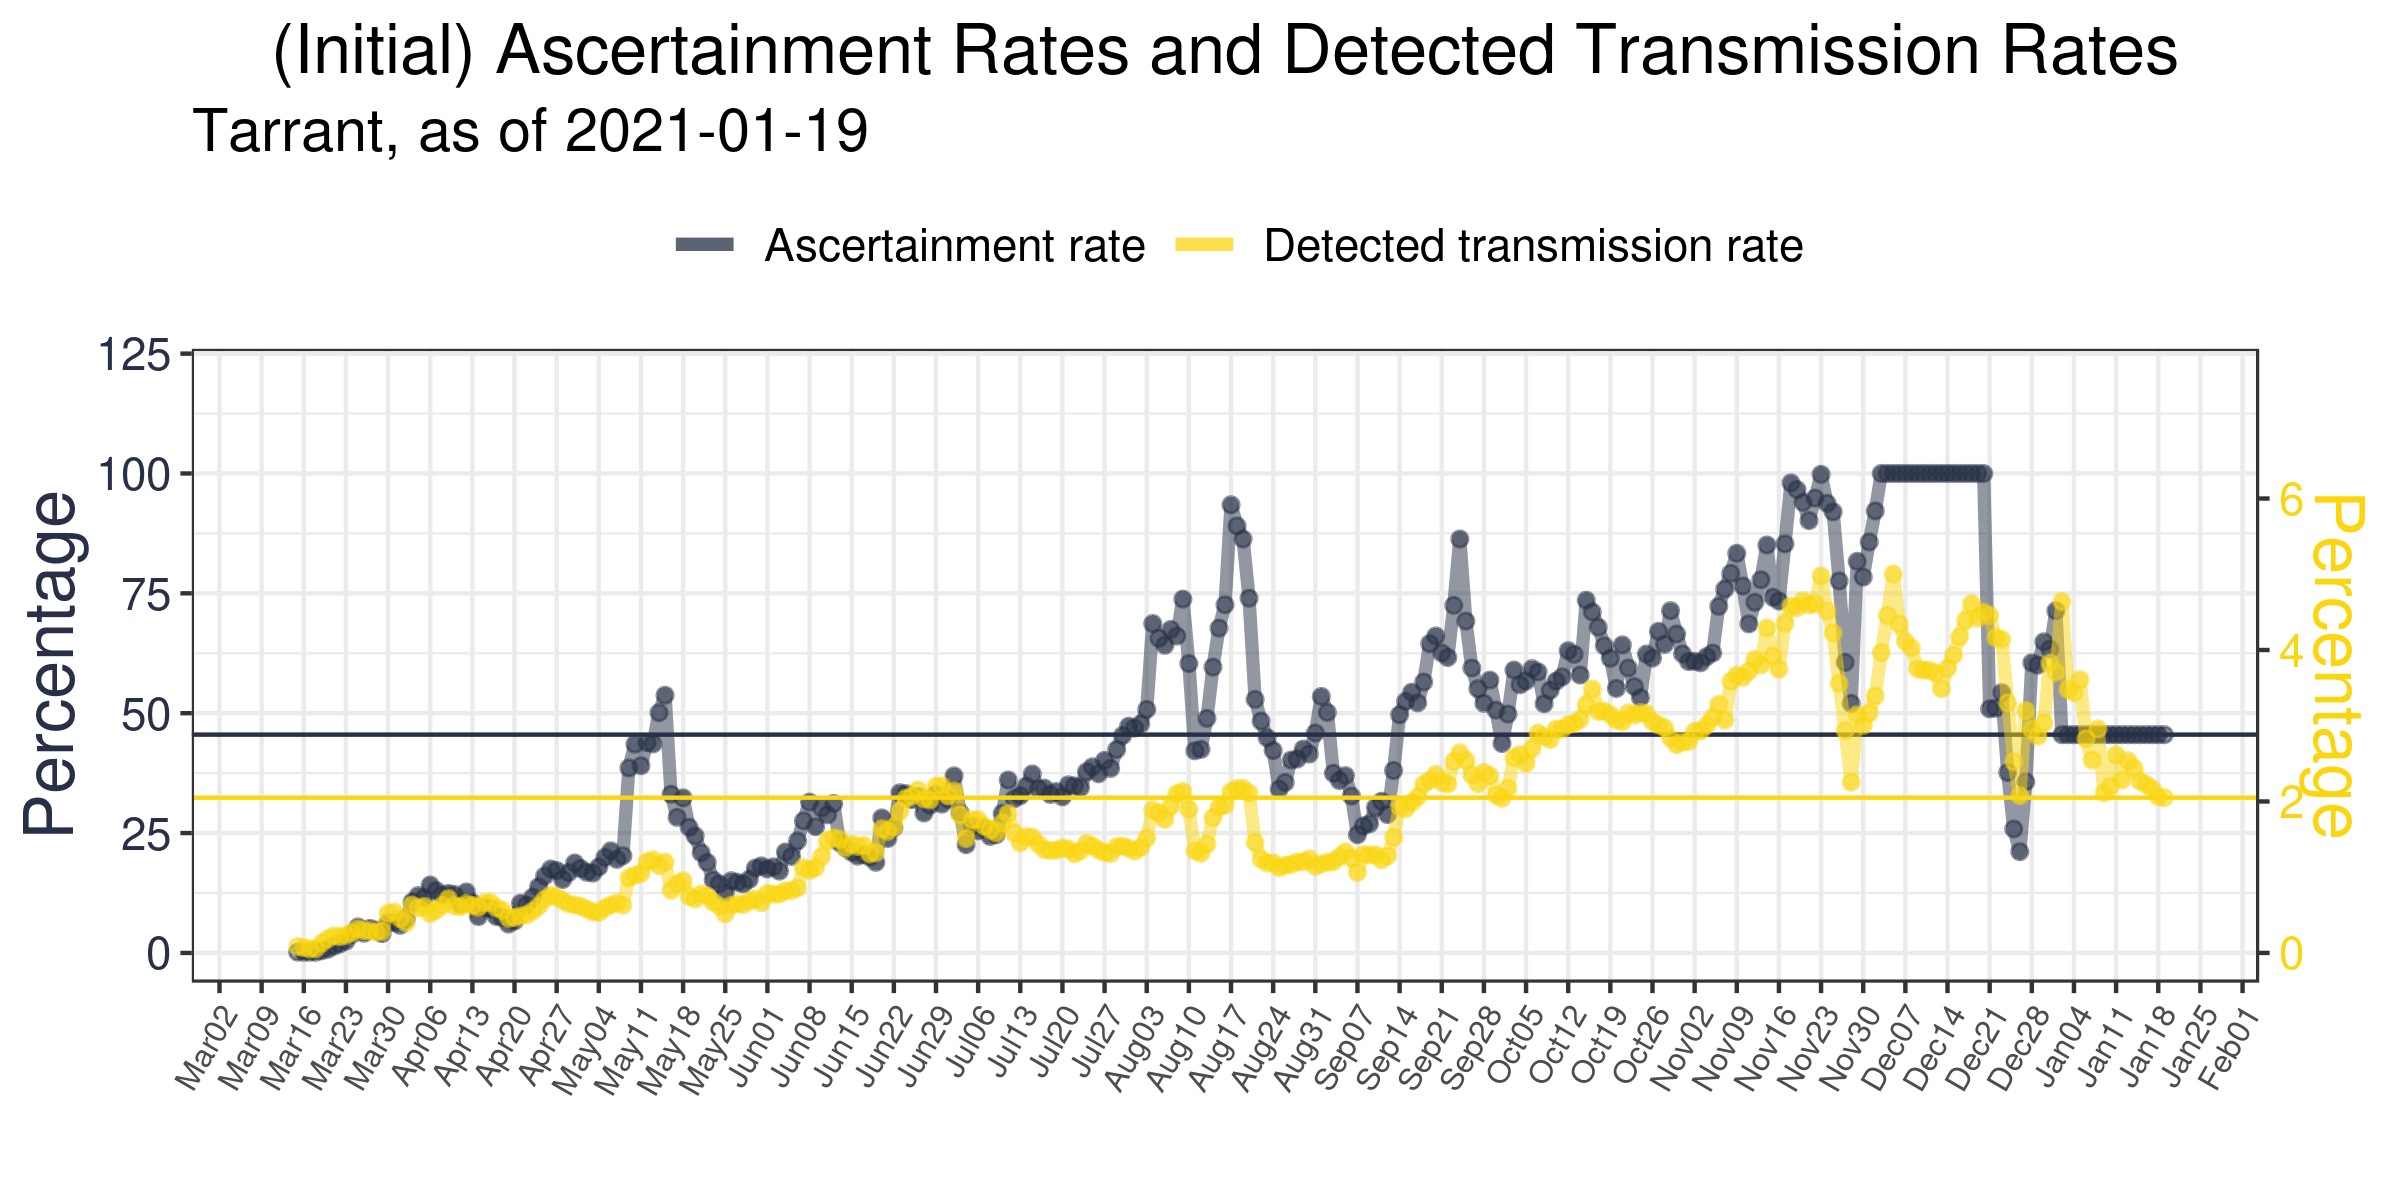 (Initial) Ascertainment Rates and Detected Transmission Rates
Tarrant, as of 2021-01-19
Ascertainment rate
Detected transmission rate
Percentage
125
100
75
50
25
0
6
4
2
0
Percentage
Mar02
Mar09
Mar16
Mar23
Mar30
Apr06
Apr13
Apr20
Apr27
May04
May11
May18
May25
Jun01
Jun08
Jun15
Jun22
Jun29
Jul06
Jul13
Jul20
Jul27
Aug03
Aug10
Aug17
Aug24
Aug31
Sep07
Sep14
Sep21
Sep28
Oct05
Oct12
Oct19
Oct26
Nov02
Nov09
Nov16
Nov23
Nov30
Dec07
Dec14
Dec21
Dec28
Jan04
Jan11
Jan18
Jan25
Feb01